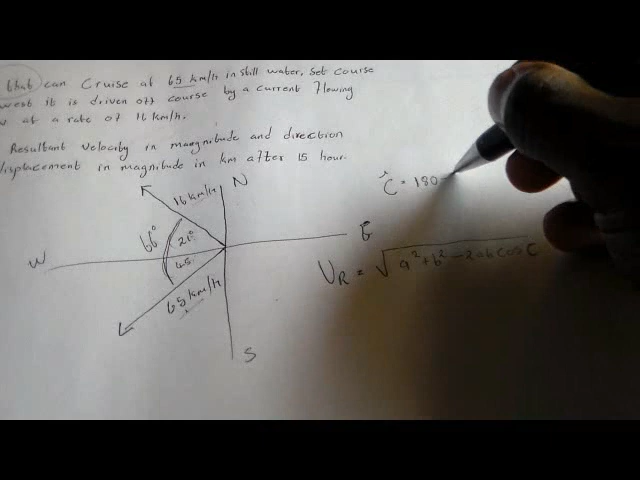 that can Cruise at 65 km/h in still water, set course
west it is driven off course by a current flowing
at a rate of 16 km/h.
Resultant velocity in magnitude and direction
displacement in magnitude in km after 15 hour.
N
16 km/h
Ĉ = 180-
66° 21°
E
W
45
V_R = √a²+b²-2ab cos C
65 km/h
S